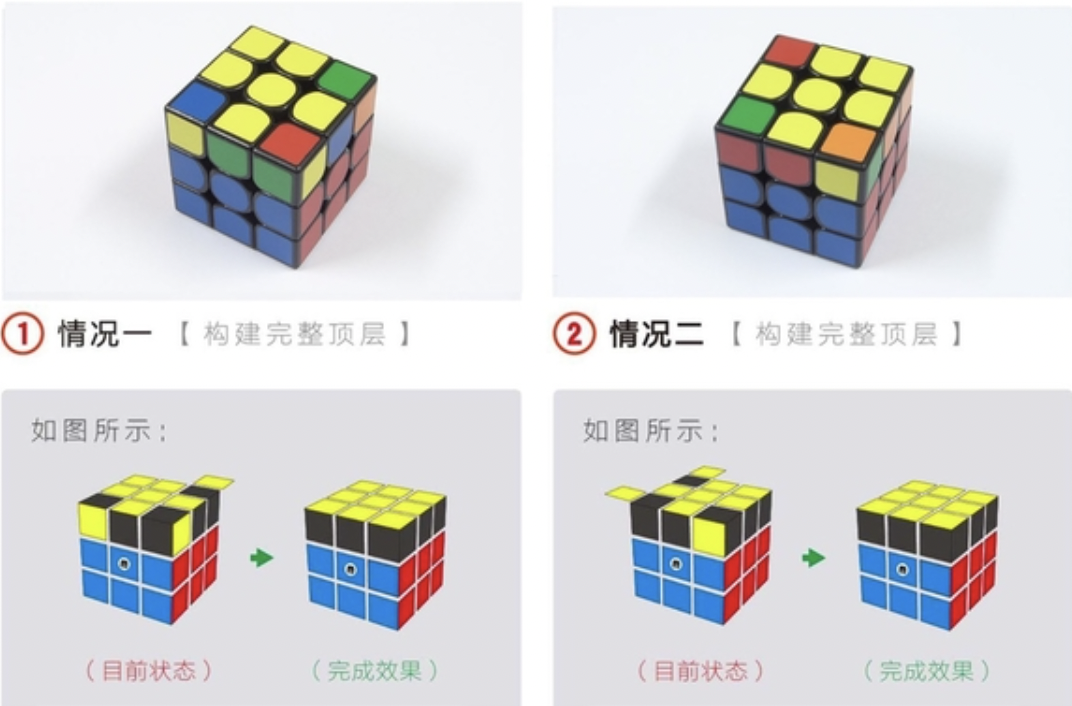 ① 情况一 【 构建完整顶层 】
② 情况二 【 构建完整顶层 】
如图所示:
(目前状态)
(完成效果)
如图所示:
(目前状态)
(完成效果)